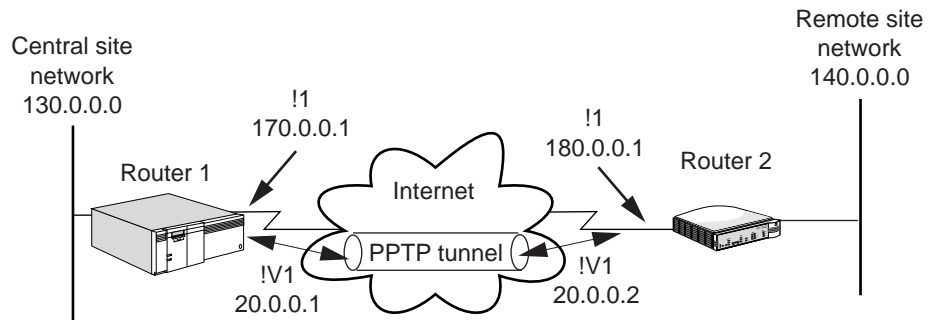 Central site
network
130.0.0.0
Remote site
network
140.0.0.0
!1
170.0.0.1
!1
180.0.0.1
Router 1
Internet
Router 2
PPTP tunnel
!V1
20.0.0.1
!V1
20.0.0.2